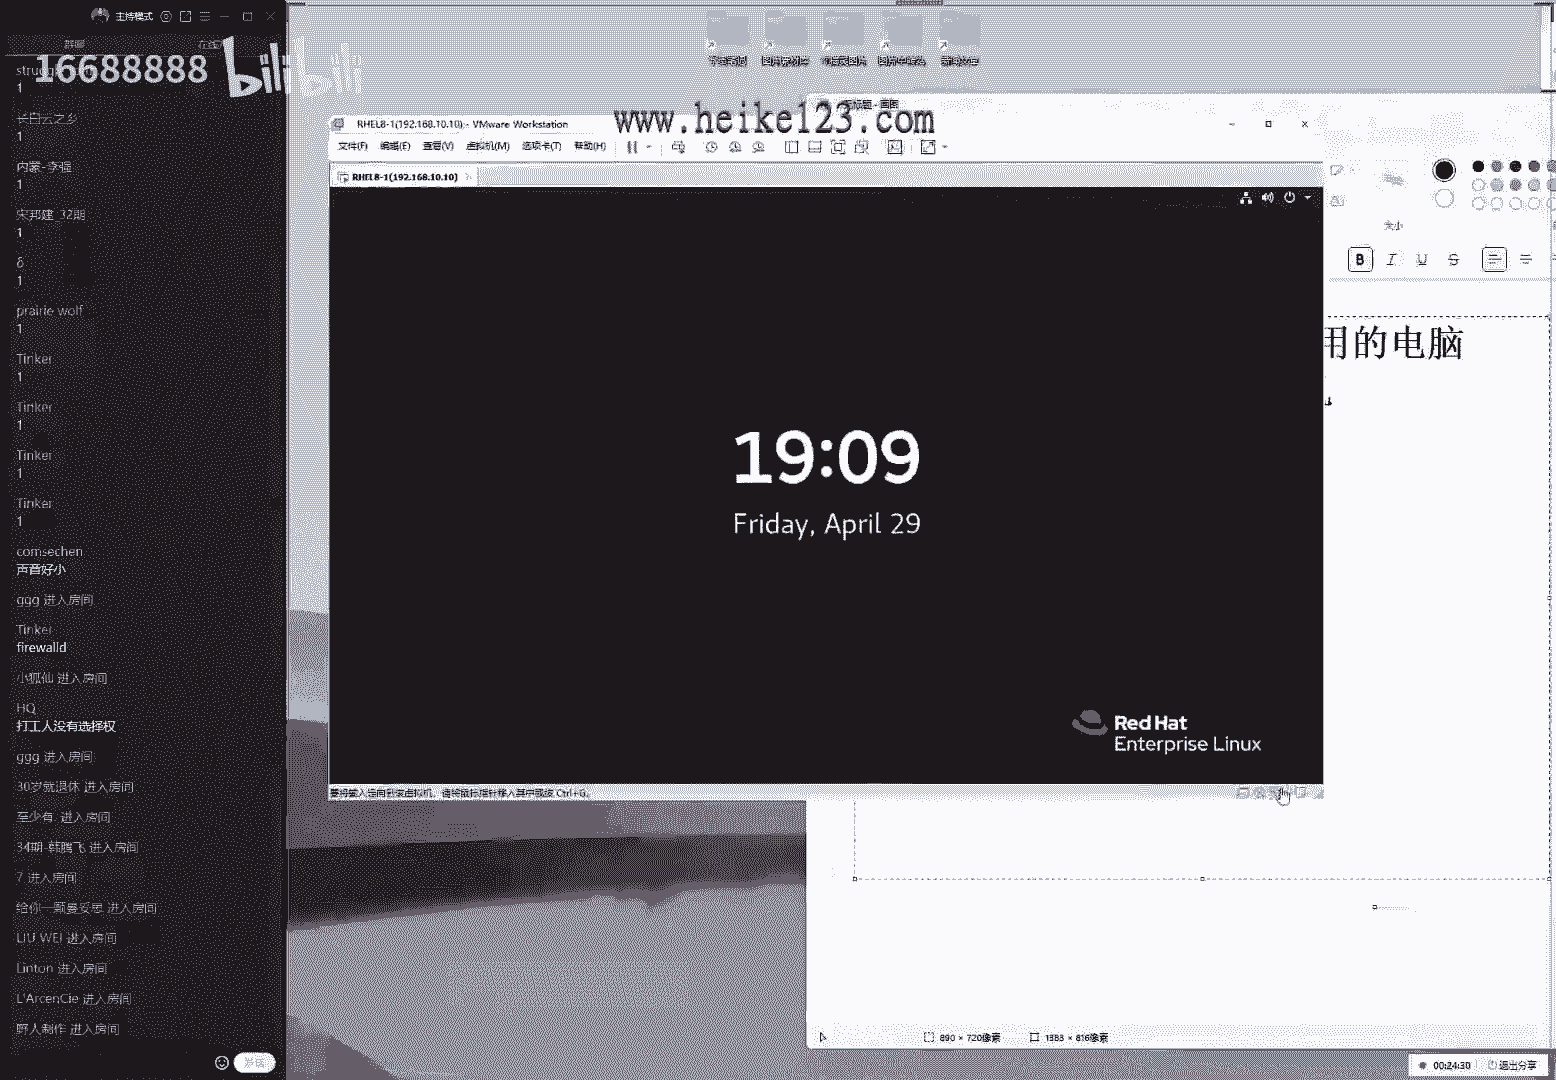 主持模式
16688888
bilibili
1
长白云之乡
1
内蒙-李强
1
宋邦建_32期
1
δ
1
prairie wolf
1
Tinker
1
Tinker
1
Tinker
1
Tinker
1
comsechen
声音好小
ggg 进入房间
Tinker
firewalld
小狐仙 进入房间
HQ
打工人没有选择权
ggg 进入房间
30岁就退休 进入房间
至少有. 进入房间
34期-韩腾飞 进入房间
7 进入房间
给你一颗曼妥思 进入房间
LIU WEI 进入房间
Linton 进入房间
L'ArcenCie 进入房间
野人制作 进入房间
发送
www.heike123.com
RHEL8-1(192.168.10.10) - VMware Workstation
文件(F) 编辑(E) 查看(V) 虚拟机(M) 选项卡(T) 帮助(H)
RHEL8-1(192.168.10.10)
19:09
Friday, April 29
Red Hat
Enterprise Linux
要将输入定向到该虚拟机，请将鼠标指针移入其中或按 Ctrl+G。
大小
B I U S
用的电脑
890 × 720像素
1383 × 816像素
00:24:30
退出分享